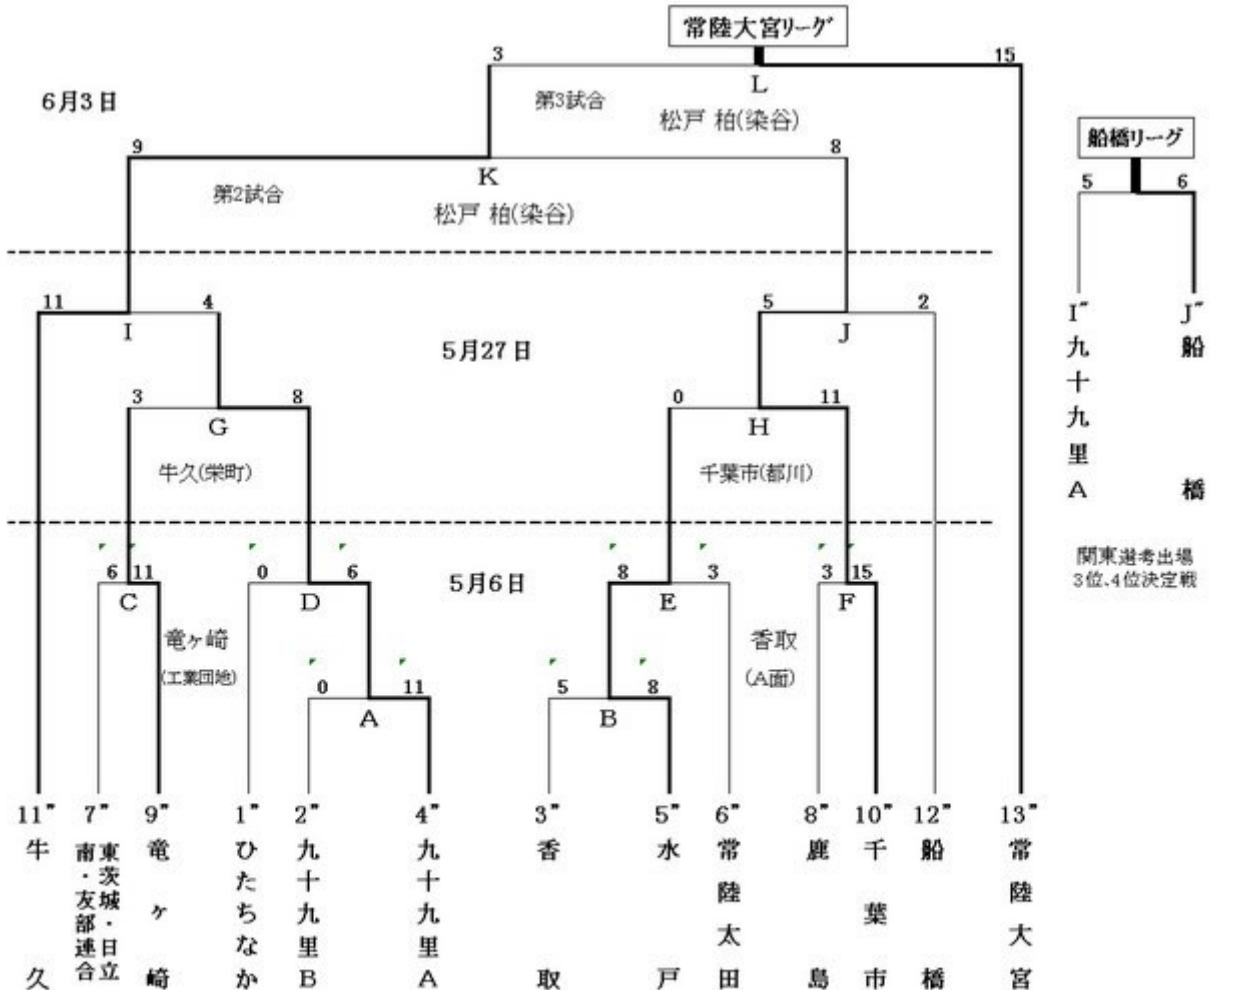 常陸大宮リーグ
3
15
L
6月3日
第3試合
松戸 柏(染谷)
船橋リーグ
9
8
K
5
6
第2試合
松戸 柏(染谷)
11
4
5
2
I
J
I″
J″
九十九里A
船橋
5月27日
3
8
0
11
G
H
牛久(栄町)
千葉市(都川)
関東選考出場
3位、4位決定戦
6
11
0
6
5月6日
8
3
3
15
C
D
E
F
竜ヶ崎
(工業団地)
香取
(A面)
0
11
5
8
A
B
11″
7″
9″
1″
2″
4″
3″
5″
6″
8″
10″
12″
13″
牛久
東茨城・日立
南・友部連合
竜ヶ崎
ひたちなか
九十九里B
九十九里A
香取
水戸
常陸太田
鹿島
千葉市
船橋
常陸大宮